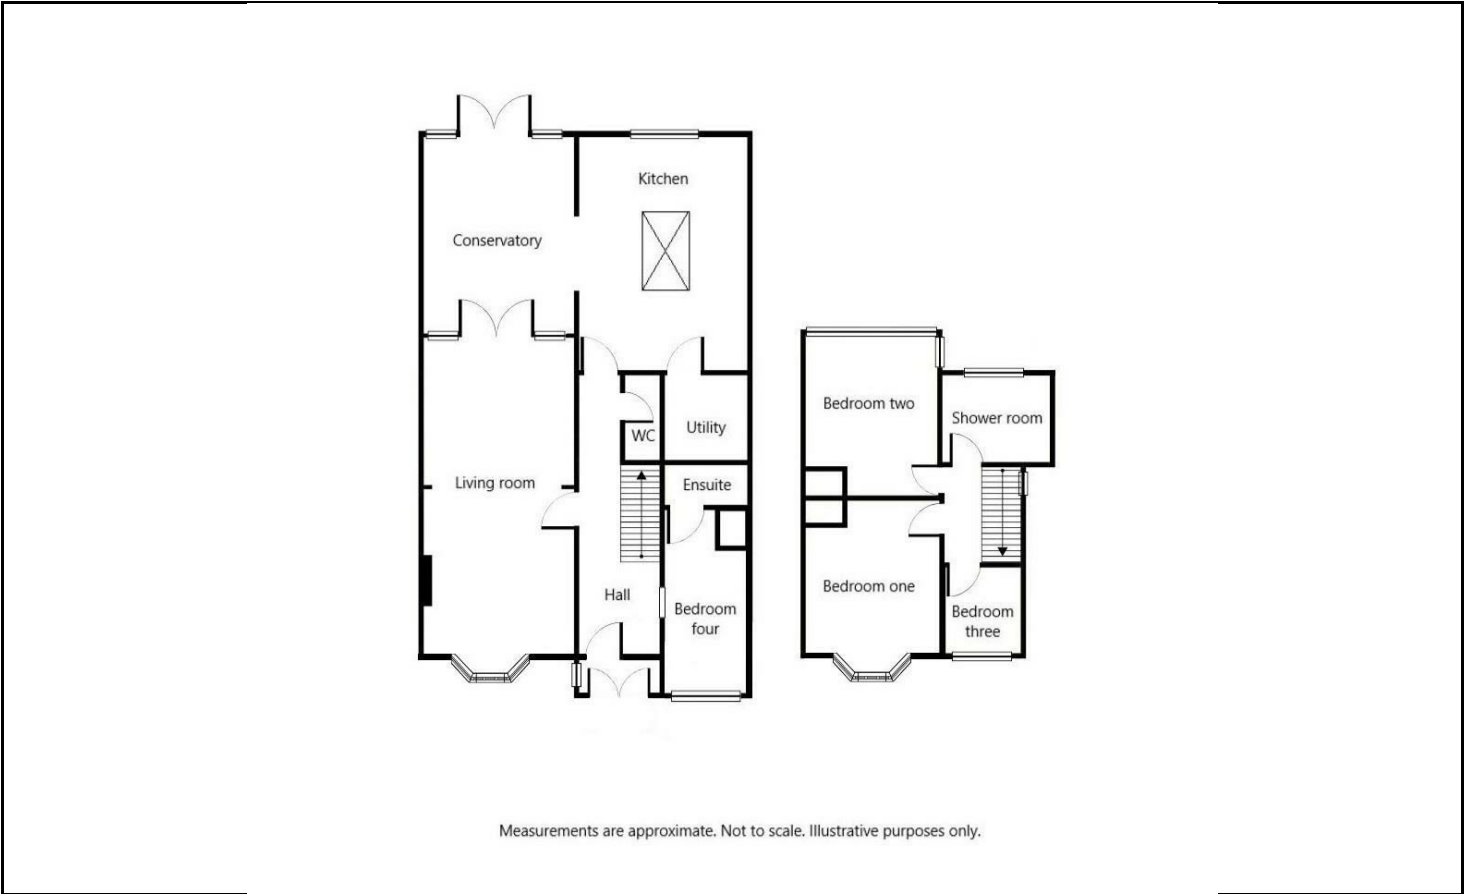 Kitchen
Conservatory
WC
Utility
Living room
Ensuite
Hall
Bedroom
four
Bedroom two
Shower room
Bedroom one
Bedroom
three
Measurements are approximate. Not to scale. Illustrative purposes only.